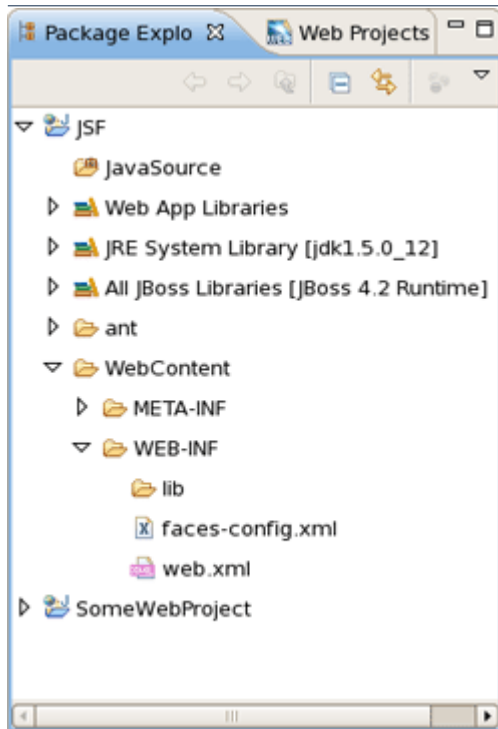 Package Explo Web Projects
JSF
JavaSource
Web App Libraries
JRE System Library [jdk1.5.0_12]
All JBoss Libraries [JBoss 4.2 Runtime]
ant
WebContent
META-INF
WEB-INF
lib
faces-config.xml
web.xml
SomeWebProject